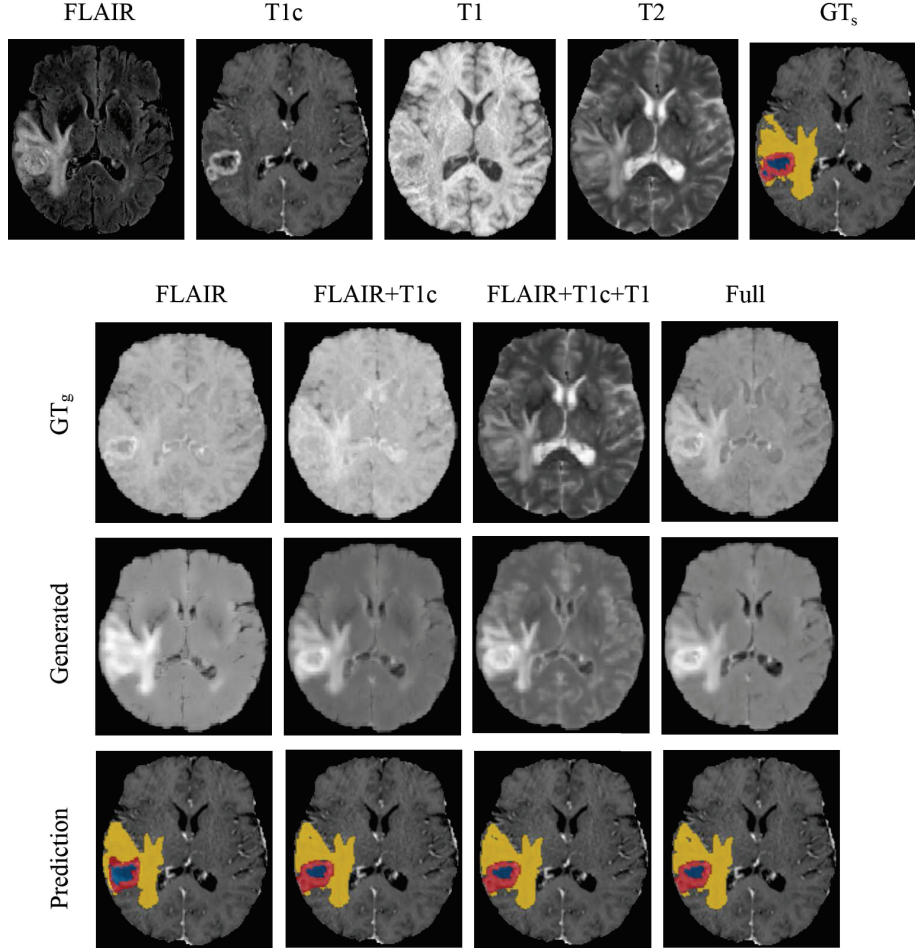 FLAIR T1c T1 T2 GTs
FLAIR FLAIR+T1c FLAIR+T1c+T1 Full
GTg
Generated
Prediction